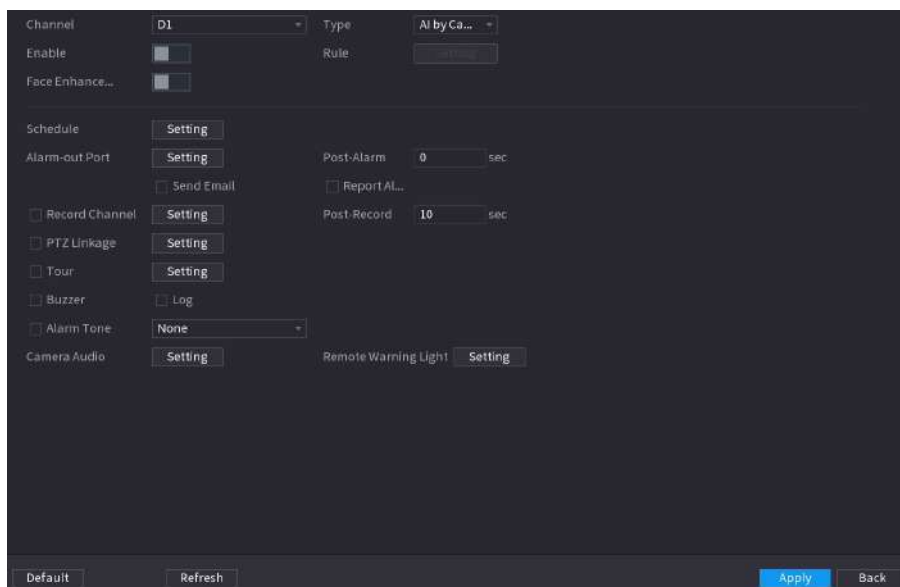 Channel D1 Type AI by Ca...
Enable Rule Setting
Face Enhance...
Schedule Setting
Alarm-out Port Setting Post-Alarm 0 sec
Send Email Report Al...
Record Channel Setting Post-Record 10 sec
PTZ Linkage Setting
Tour Setting
Buzzer Log
Alarm Tone None
Camera Audio Setting Remote Warning Light Setting
Default Refresh Apply Back